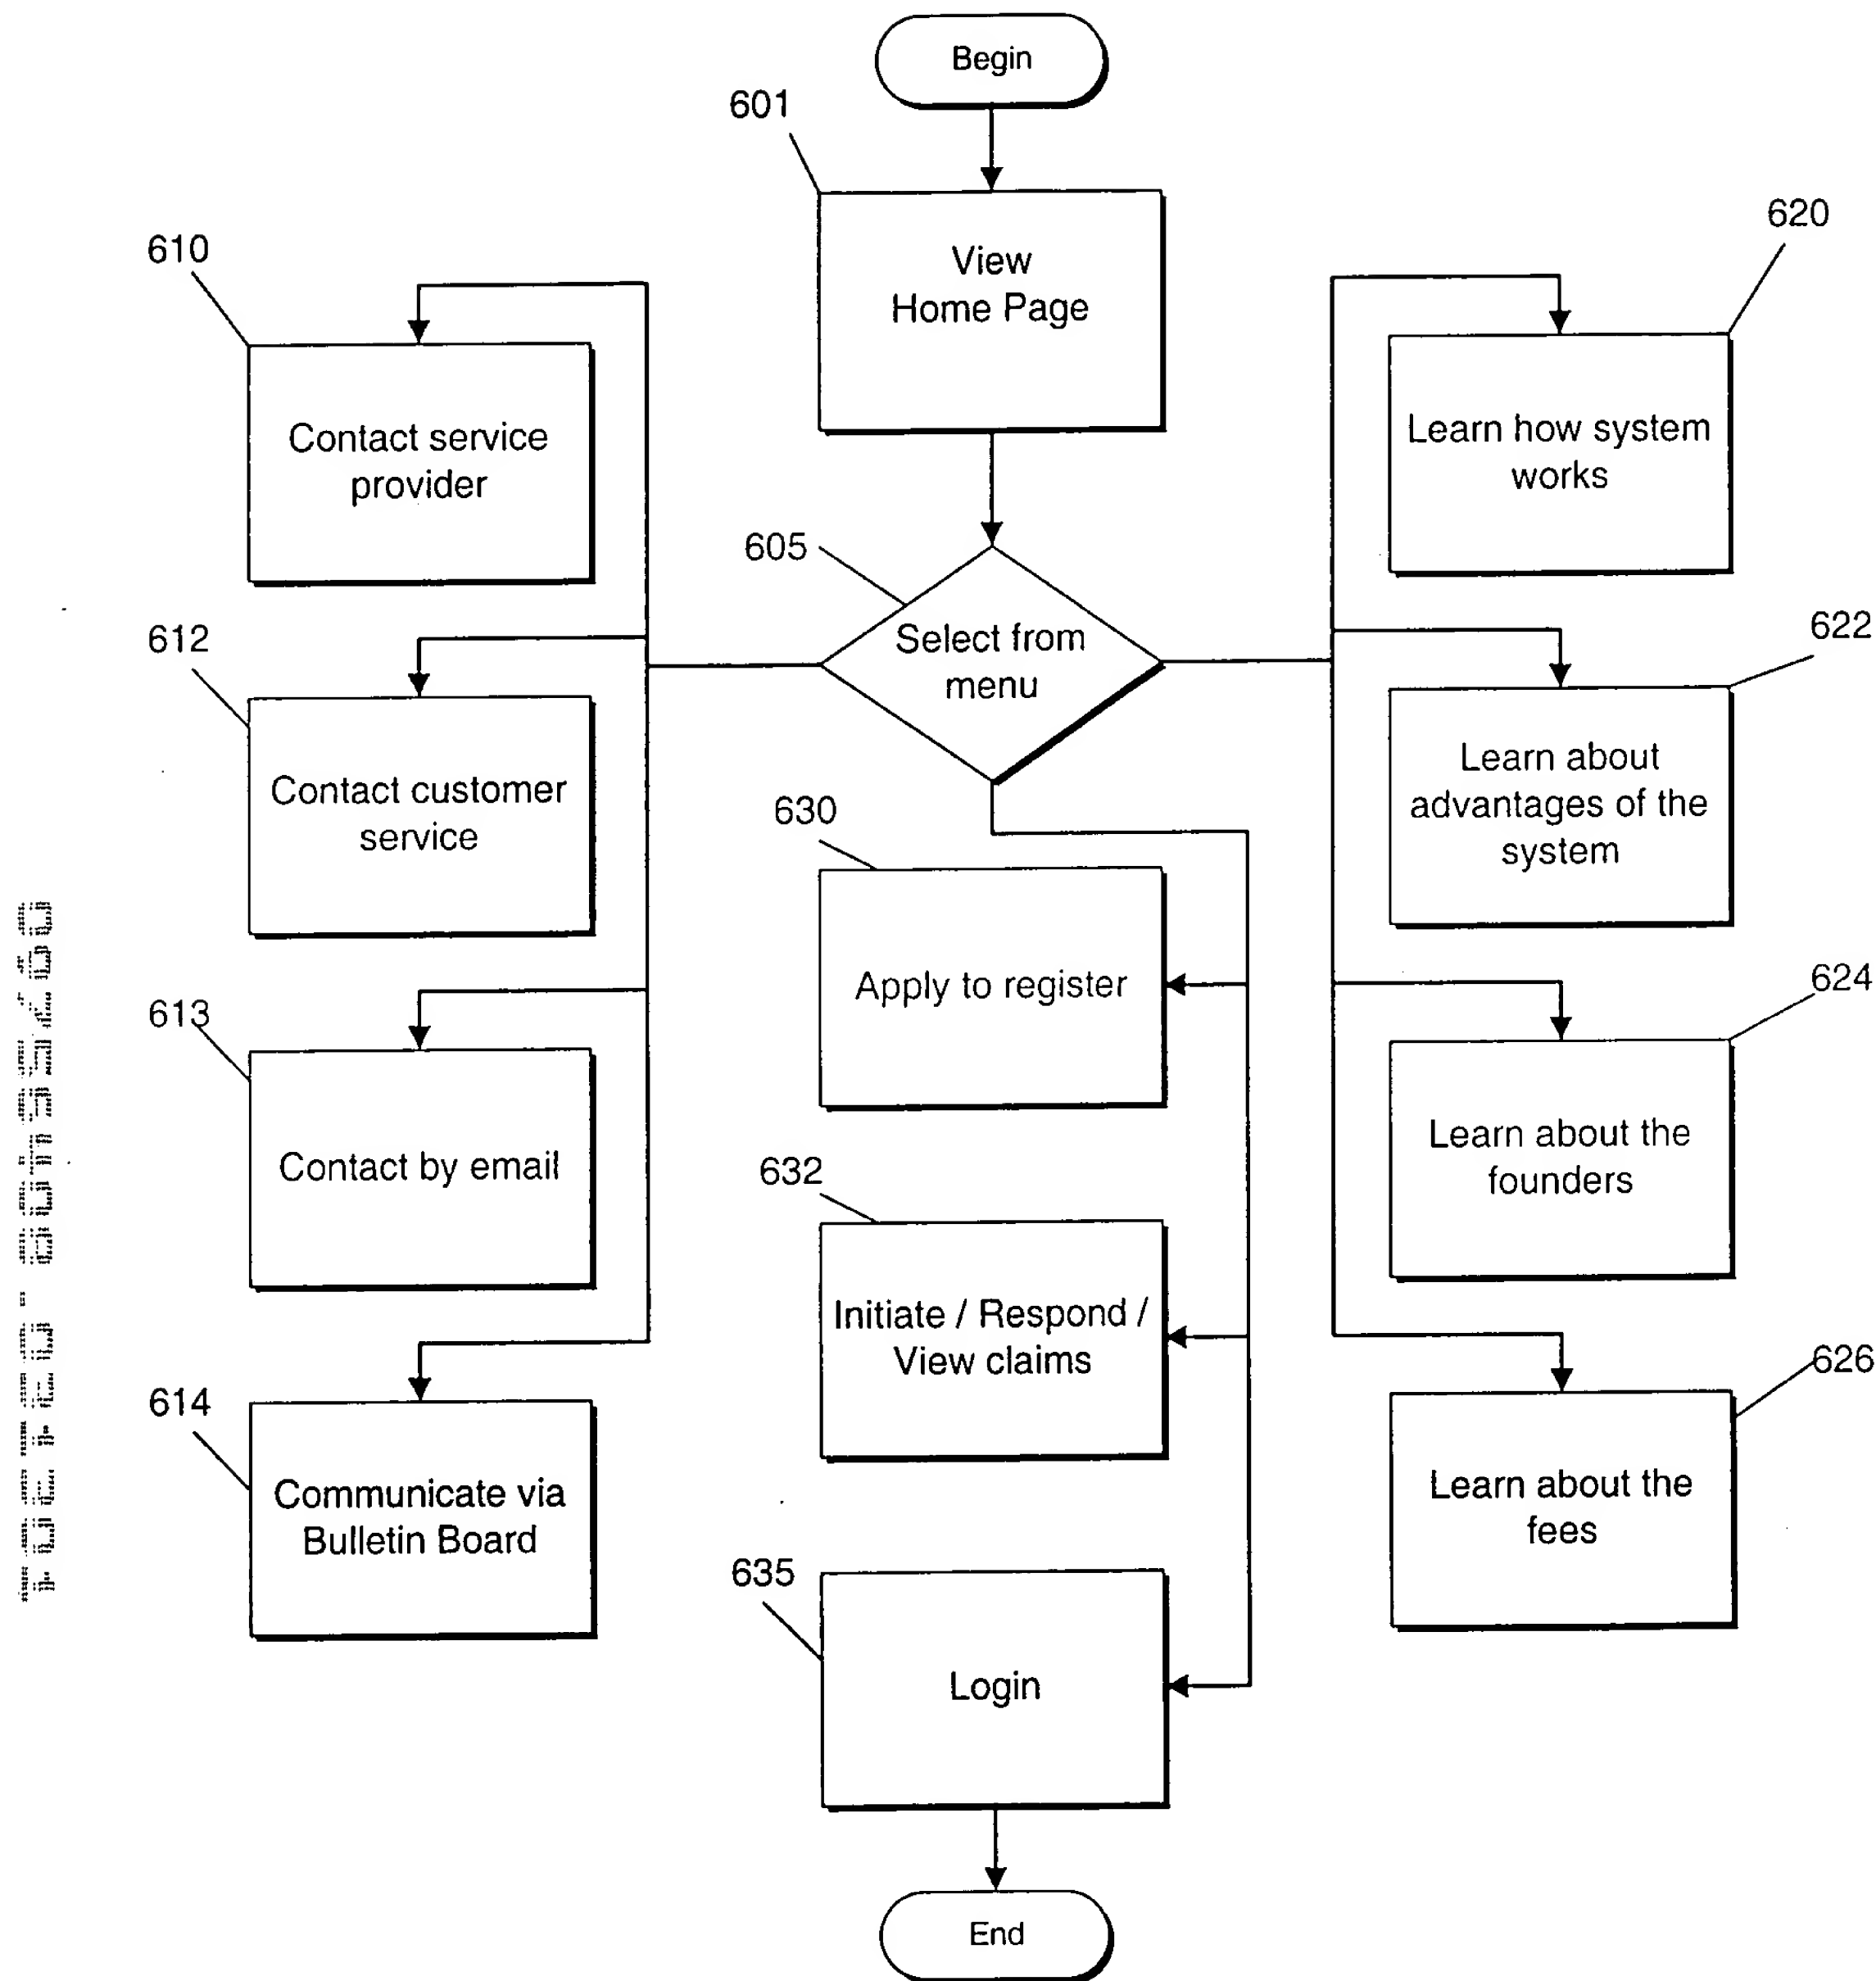 Begin
601
View
Home Page
610
Contact service
provider
620
Learn how system
works
605
Select from
menu
612
Contact customer
service
622
Learn about
advantages of the
system
630
Apply to register
613
Contact by email
624
Learn about the
founders
632
Initiate / Respond /
View claims
614
Communicate via
Bulletin Board
626
Learn about the
fees
635
Login
End